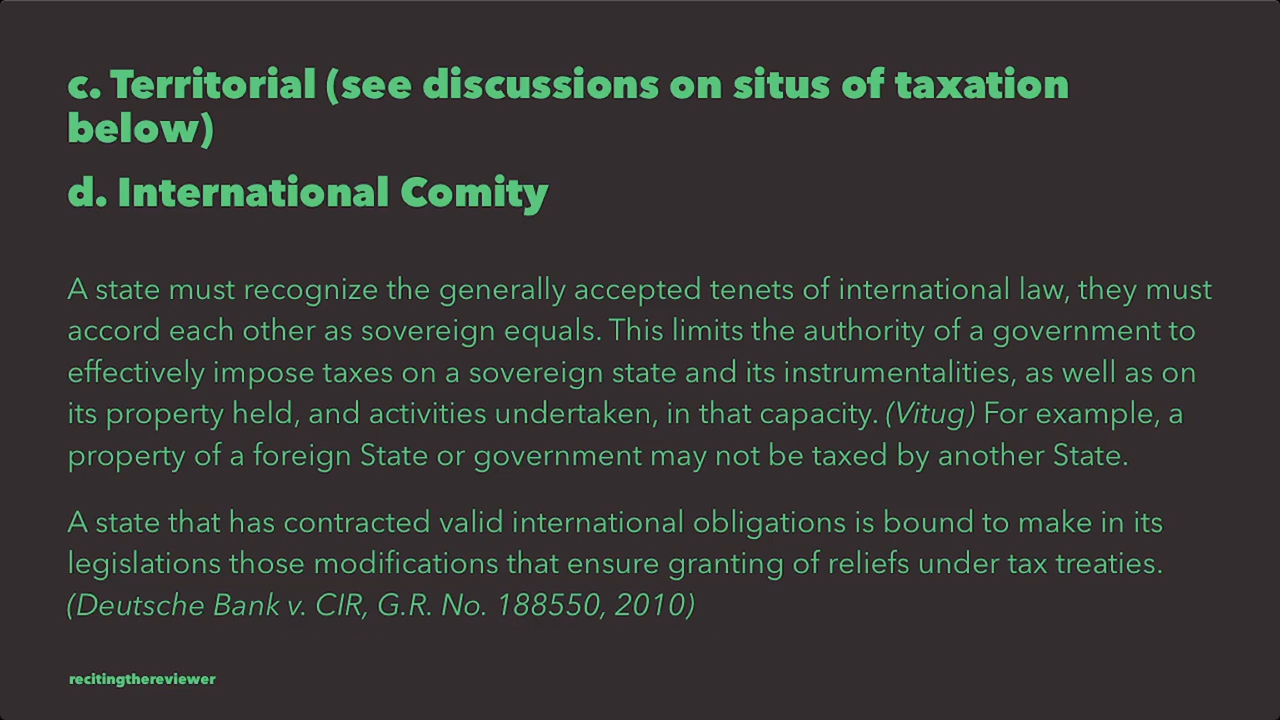 c. Territorial (see discussions on situs of taxation
below)
d. International Comity
A state must recognize the generally accepted tenets of international law, they must
accord each other as sovereign equals. This limits the authority of a government to
effectively impose taxes on a sovereign state and its instrumentalities, as well as on
its property held, and activities undertaken, in that capacity. (Vitug) For example, a
property of a foreign State or government may not be taxed by another State.
A state that has contracted valid international obligations is bound to make in its
legislations those modifications that ensure granting of reliefs under tax treaties.
(Deutsche Bank v. CIR, G.R. No. 188550, 2010)
recitingthereviewer